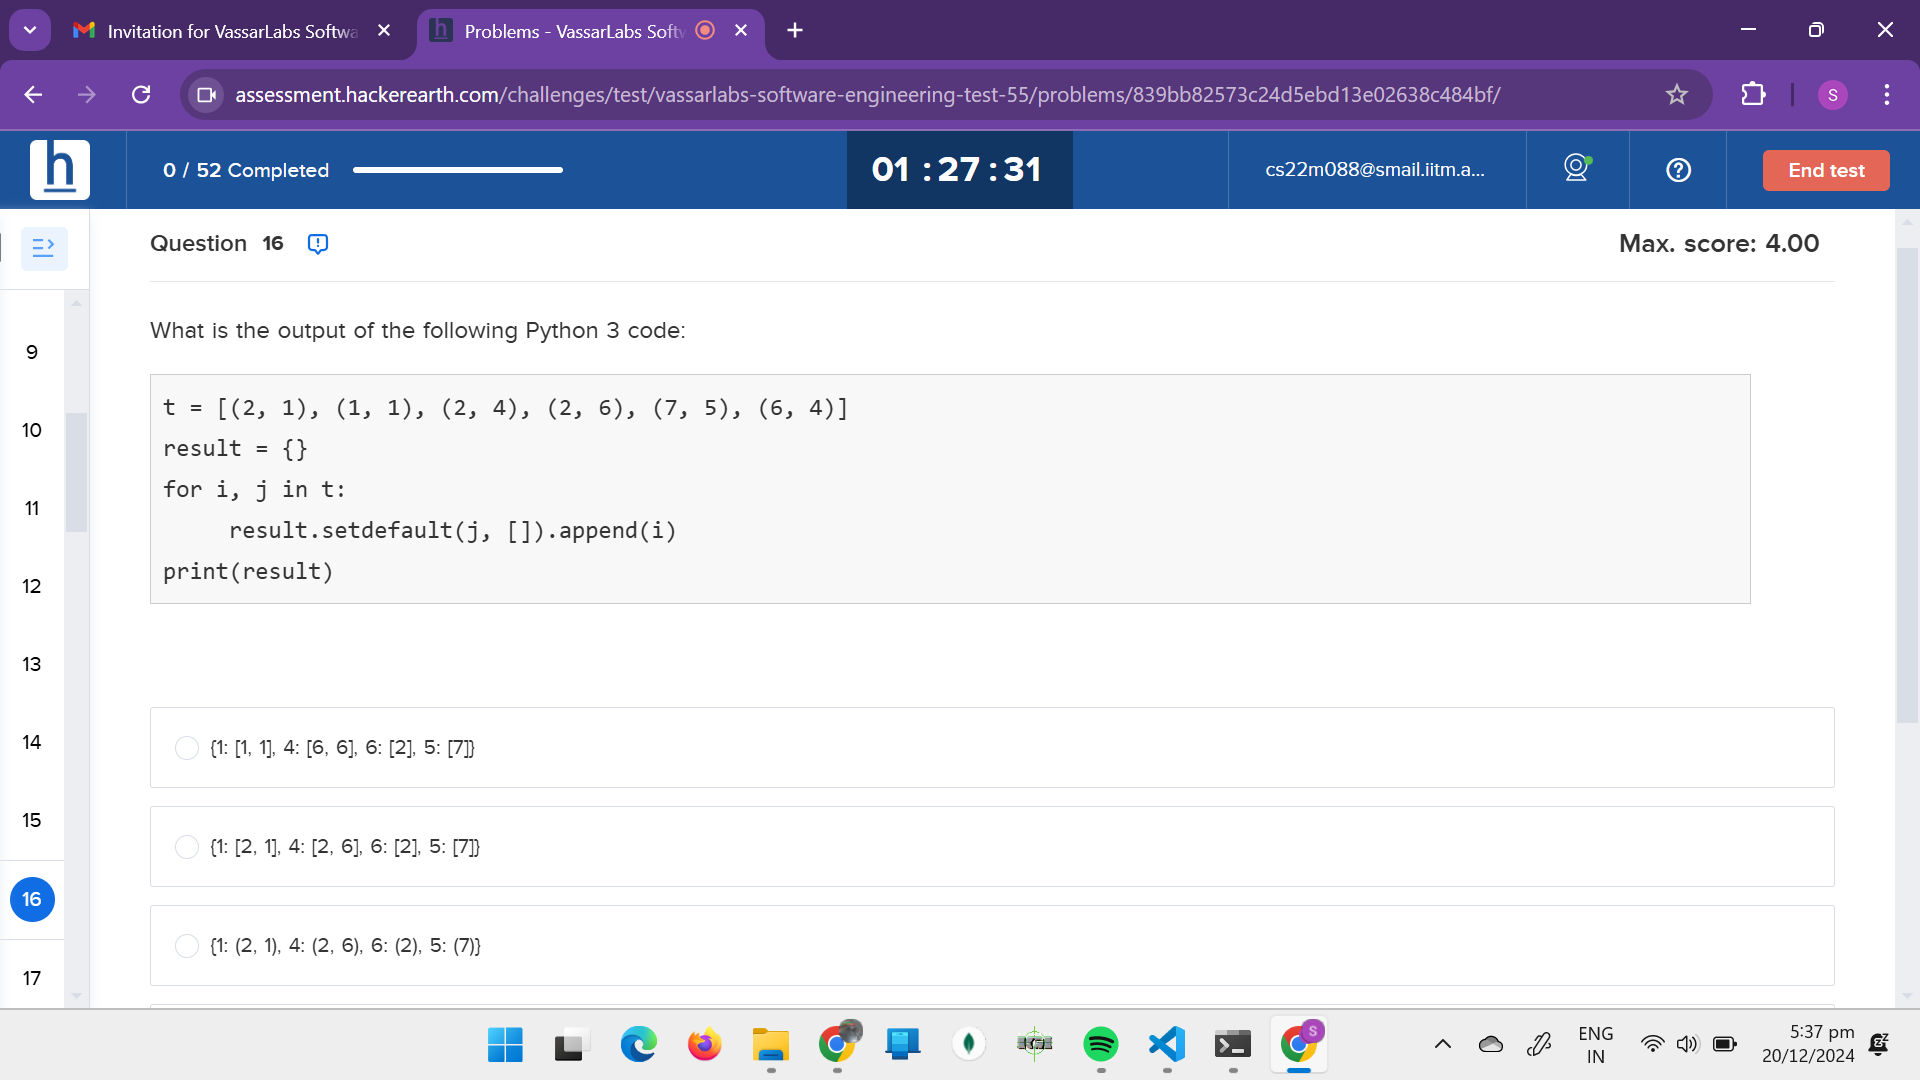 Invitation for VassarLabs Softwa
Problems - VassarLabs Softv
assessment.hackerearth.com/challenges/test/vassarlabs-software-engineering-test-55/problems/839bb82573c24d5ebd13e02638c484bf/
S
h
0 / 52 Completed
01 : 27 : 31
cs22m088@smail.iitm.a...
End test
Question 16
Max. score: 4.00
9
10
11
12
13
14
15
16
17
What is the output of the following Python 3 code:
t = [(2, 1), (1, 1), (2, 4), (2, 6), (7, 5), (6, 4)]
result = {}
for i, j in t:
     result.setdefault(j, []).append(i)
print(result)
{1: [1, 1], 4: [6, 6], 6: [2], 5: [7]}
{1: [2, 1], 4: [2, 6], 6: [2], 5: [7]}
{1: (2, 1), 4: (2, 6), 6: (2), 5: (7)}
S
ENG
IN
5:37 pm
20/12/2024